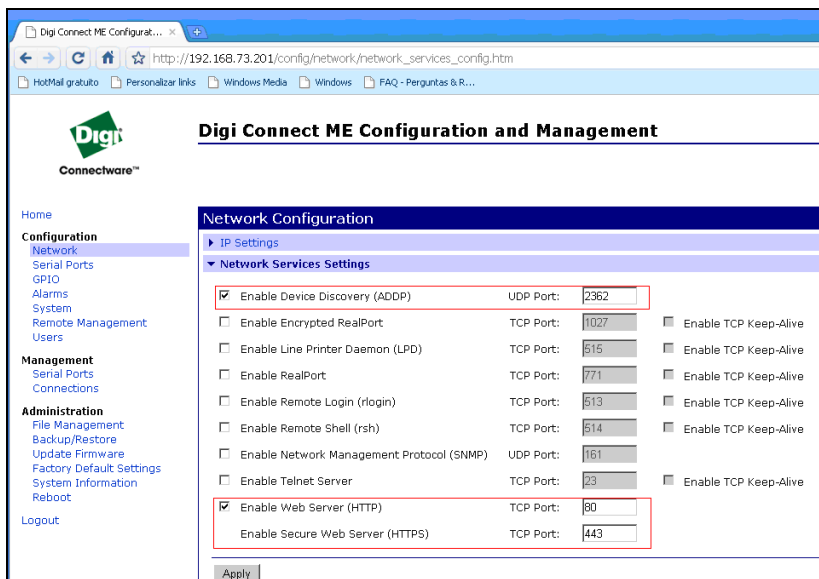 Digi Connect ME Configurat...
http://192.168.73.201/config/network/network_services_config.htm
HotMail gratuito Personalizar links Windows Media Windows FAQ - Perguntas & R...
Digi
Connectware™
Digi Connect ME Configuration and Management
Home
Configuration
Network
Serial Ports
GPIO
Alarms
System
Remote Management
Users
Management
Serial Ports
Connections
Administration
File Management
Backup/Restore
Update Firmware
Factory Default Settings
System Information
Reboot
Logout
Network Configuration
IP Settings
Network Services Settings
Enable Device Discovery (ADDP) UDP Port: 2362
Enable Encrypted RealPort TCP Port: 1027 Enable TCP Keep-Alive
Enable Line Printer Daemon (LPD) TCP Port: 515 Enable TCP Keep-Alive
Enable RealPort TCP Port: 771 Enable TCP Keep-Alive
Enable Remote Login (rlogin) TCP Port: 513 Enable TCP Keep-Alive
Enable Remote Shell (rsh) TCP Port: 514 Enable TCP Keep-Alive
Enable Network Management Protocol (SNMP) UDP Port: 161
Enable Telnet Server TCP Port: 23 Enable TCP Keep-Alive
Enable Web Server (HTTP) TCP Port: 80
Enable Secure Web Server (HTTPS) TCP Port: 443
Apply